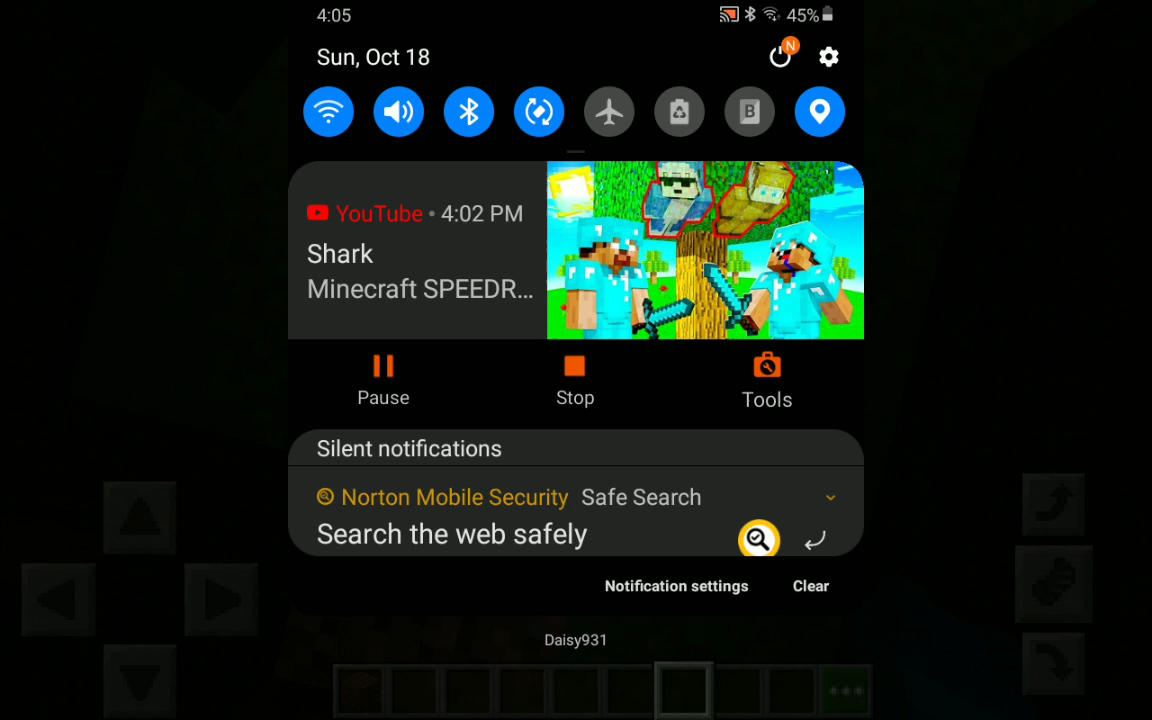 4:05
45%
Sun, Oct 18
N
B
YouTube • 4:02 PM
Shark
Minecraft SPEEDR...
Pause
Stop
Tools
Silent notifications
Norton Mobile Security Safe Search
Search the web safely
Notification settings
Clear
Daisy931